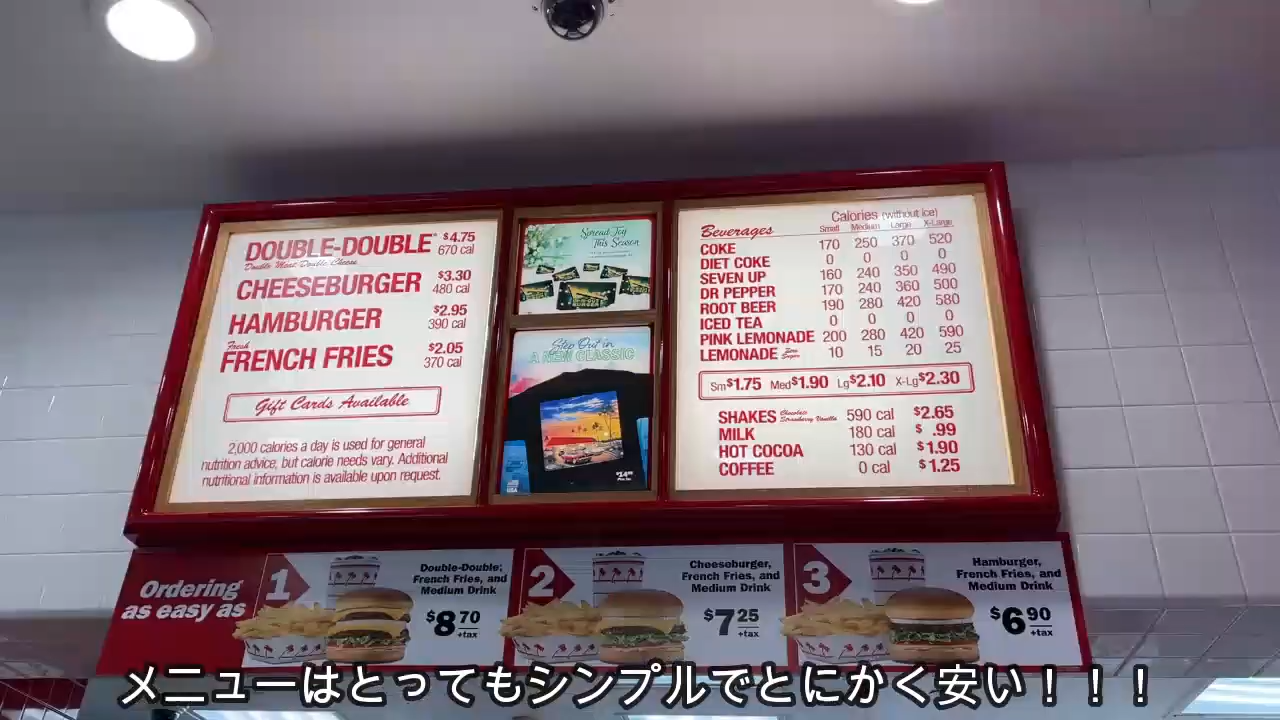 DOUBLE-DOUBLE $4.75
670 cal
Double Meat Double Cheese
CHEESEBURGER $3.30
480 cal
HAMBURGER $2.95
390 cal
Fresh
FRENCH FRIES $2.05
370 cal
Gift Cards Available
2,000 calories a day is used for general
nutrition advice, but calorie needs vary. Additional
nutritional information is available upon request.
Spread Joy
This Season
Step Out in
A NEW CLASSIC
Calories (without ice)
Beverages Small Medium Large X-Large
COKE 170 250 370 520
DIET COKE 0 0 0 0
SEVEN UP 160 240 350 490
DR PEPPER 170 240 360 500
ROOT BEER 190 280 420 580
ICED TEA 0 0 0 0
PINK LEMONADE 200 280 420 590
LEMONADE Zero Sugar 10 15 20 25
Sm$1.75 Med$1.90 Lg$2.10 X-Lg$2.30
SHAKES Chocolate Strawberry Vanilla 590 cal $2.65
MILK 180 cal $ .99
HOT COCOA 130 cal $1.90
COFFEE 0 cal $1.25
Ordering
as easy as
1
Double-Double,
French Fries, and
Medium Drink
$8 70
+tax
2
Cheeseburger,
French Fries, and
Medium Drink
$7 25
+tax
3
Hamburger,
French Fries, and
Medium Drink
$6 90
+tax
メニューはとってもシンプルでとにかく安い！！！